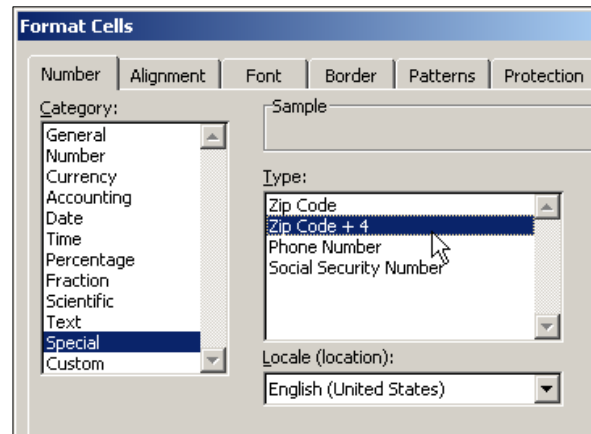 Format Cells
Number Alignment Font Border Patterns Protection
Category:
General
Number
Currency
Accounting
Date
Time
Percentage
Fraction
Scientific
Text
Special
Custom
Sample
Type:
Zip Code
Zip Code + 4
Phone Number
Social Security Number
Locale (location):
English (United States)